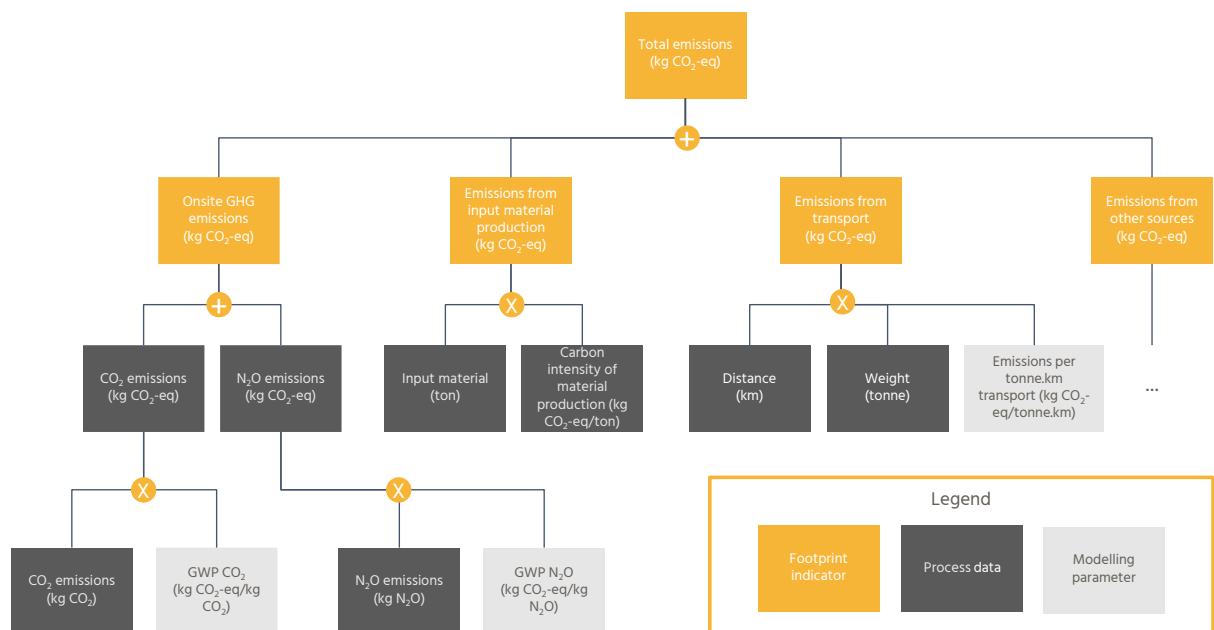 Total emissions
(kg CO₂-eq)
+
Onsite GHG
emissions
(kg CO₂-eq)
Emissions from
input material
production
(kg CO₂-eq)
Emissions from
transport
(kg CO₂-eq)
Emissions from
other sources
(kg CO₂-eq)
+
X
X
CO₂ emissions
(kg CO₂-eq)
N₂O emissions
(kg CO₂-eq)
Input material
(ton)
Carbon
intensity of
material
production (kg
CO₂-eq/ton)
Distance
(km)
Weight
(tonne)
Emissions per
tonne.km
transport (kg CO₂-
eq/tonne.km)
...
X
X
CO₂ emissions
(kg CO₂)
GWP CO₂
(kg CO₂-eq/kg
CO₂)
N₂O emissions
(kg N₂O)
GWP N₂O
(kg CO₂-eq/kg
N₂O)
Legend
Footprint
indicator
Process data
Modelling
parameter